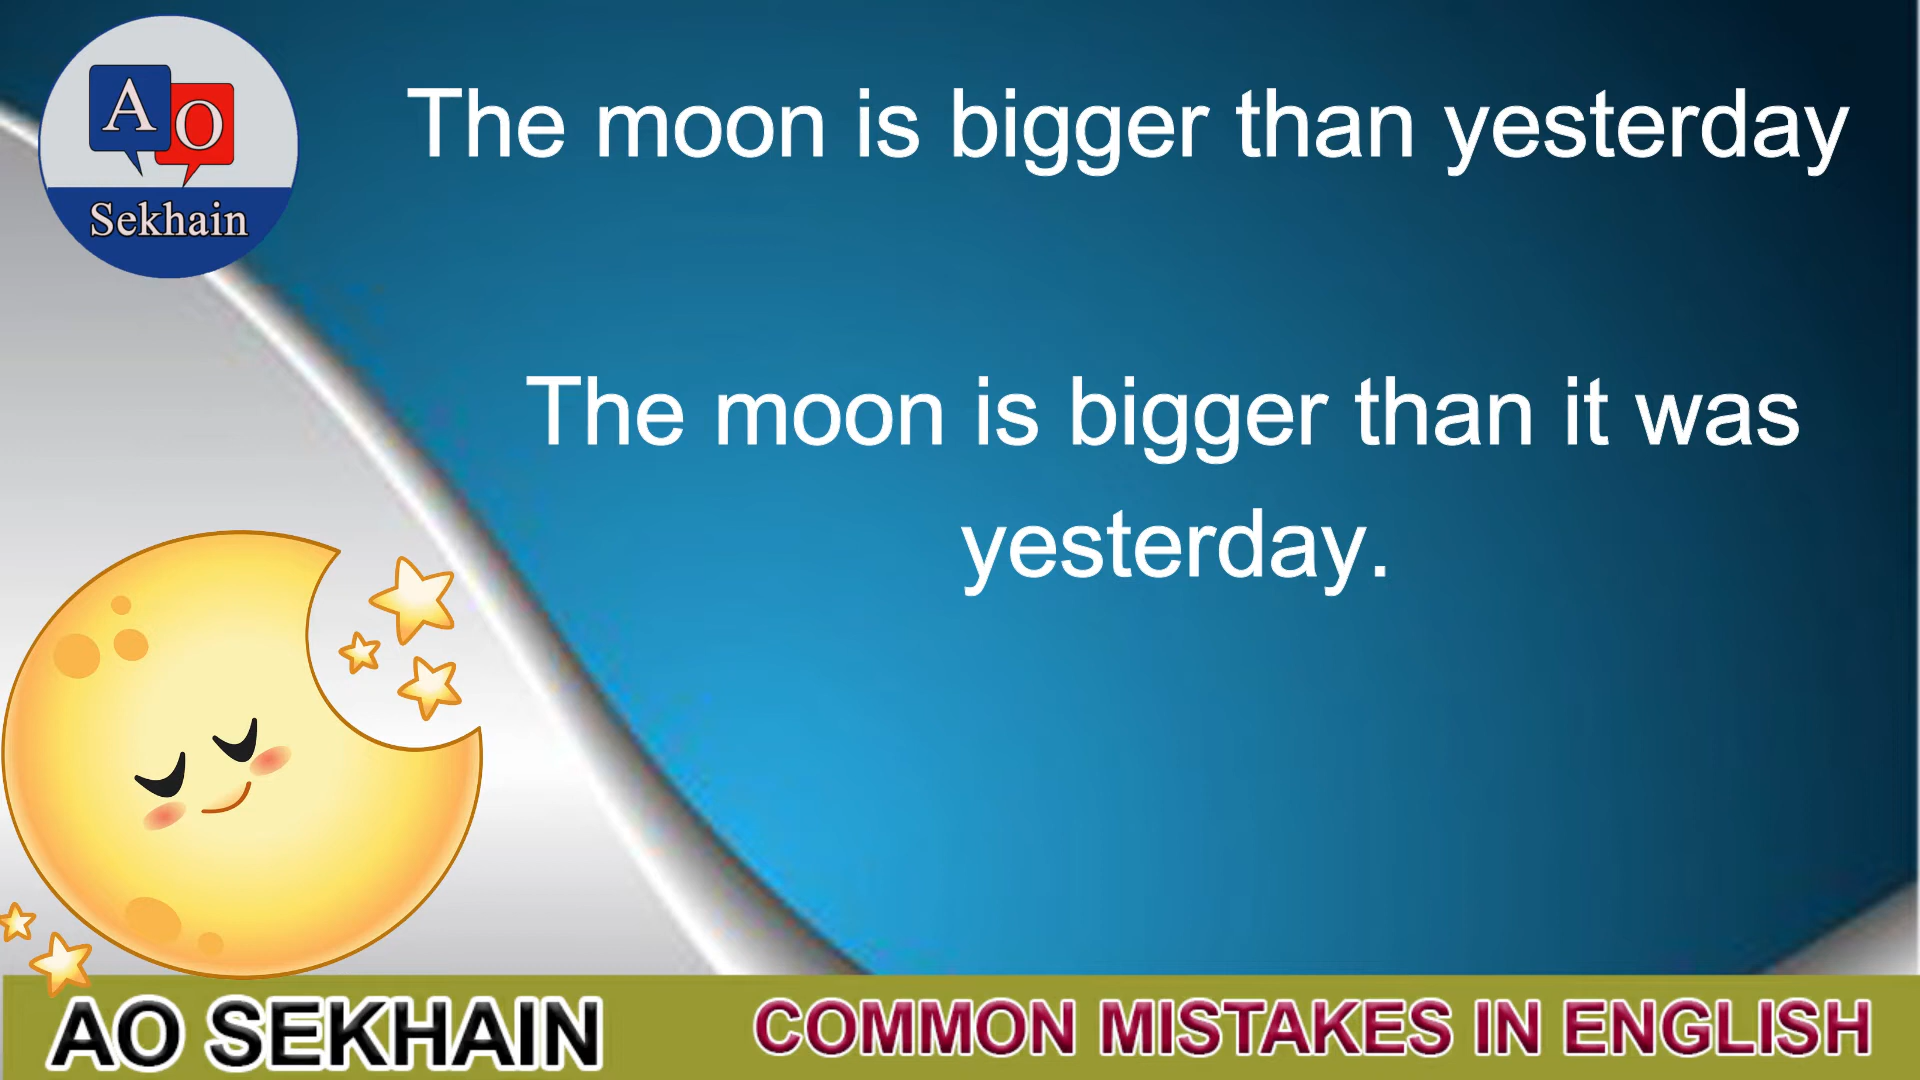 A O
Sekhain
The moon is bigger than yesterday
The moon is bigger than it was
yesterday.
AO SEKHAIN
COMMON MISTAKES IN ENGLISH